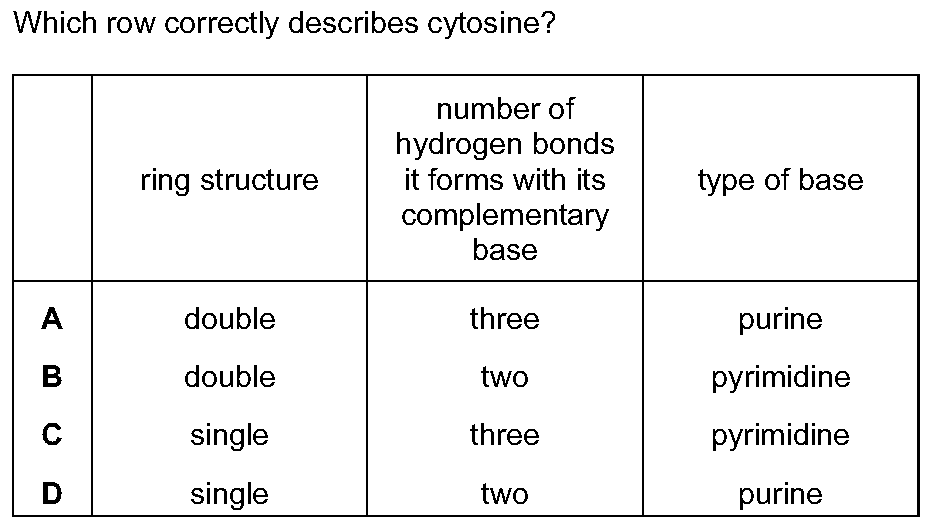 Which row correctly describes cytosine?
ring structure
number of
hydrogen bonds
it forms with its
complementary
base
type of base
A double three purine
B double two pyrimidine
C single three pyrimidine
D single two purine